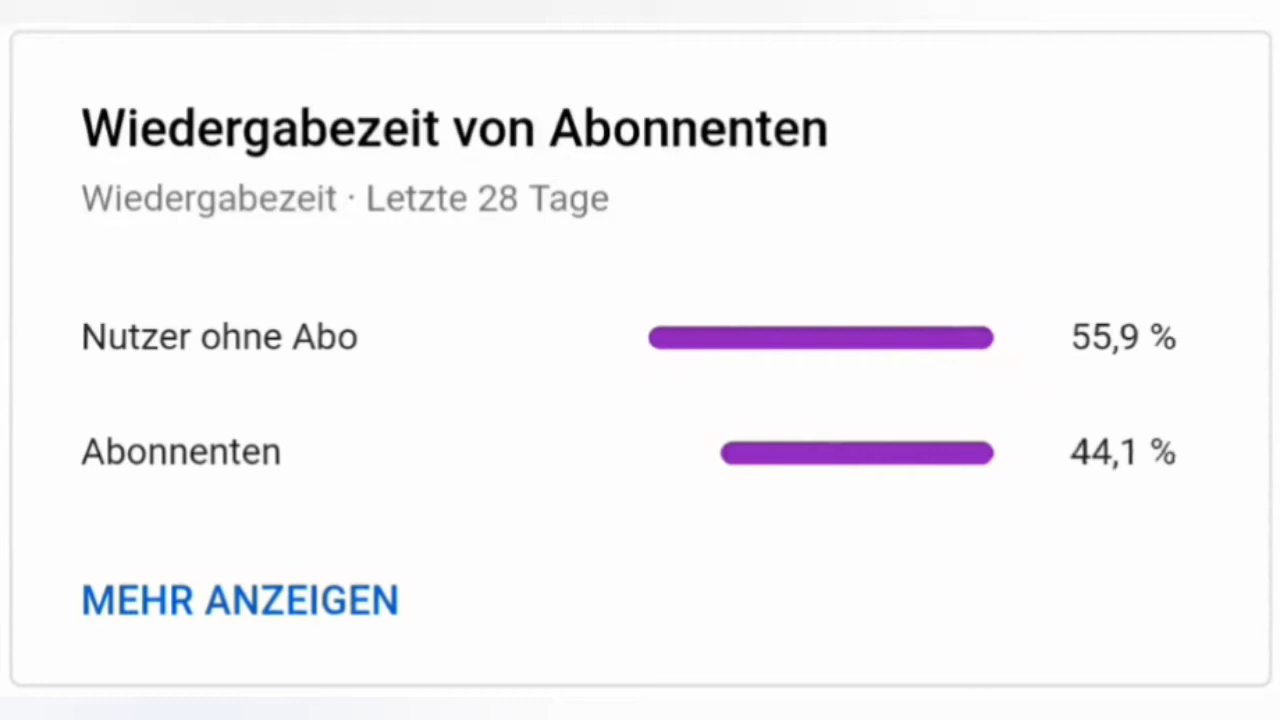 Wiedergabezeit von Abonnenten
Wiedergabezeit · Letzte 28 Tage
Nutzer ohne Abo 55,9 %
Abonnenten 44,1 %
MEHR ANZEIGEN